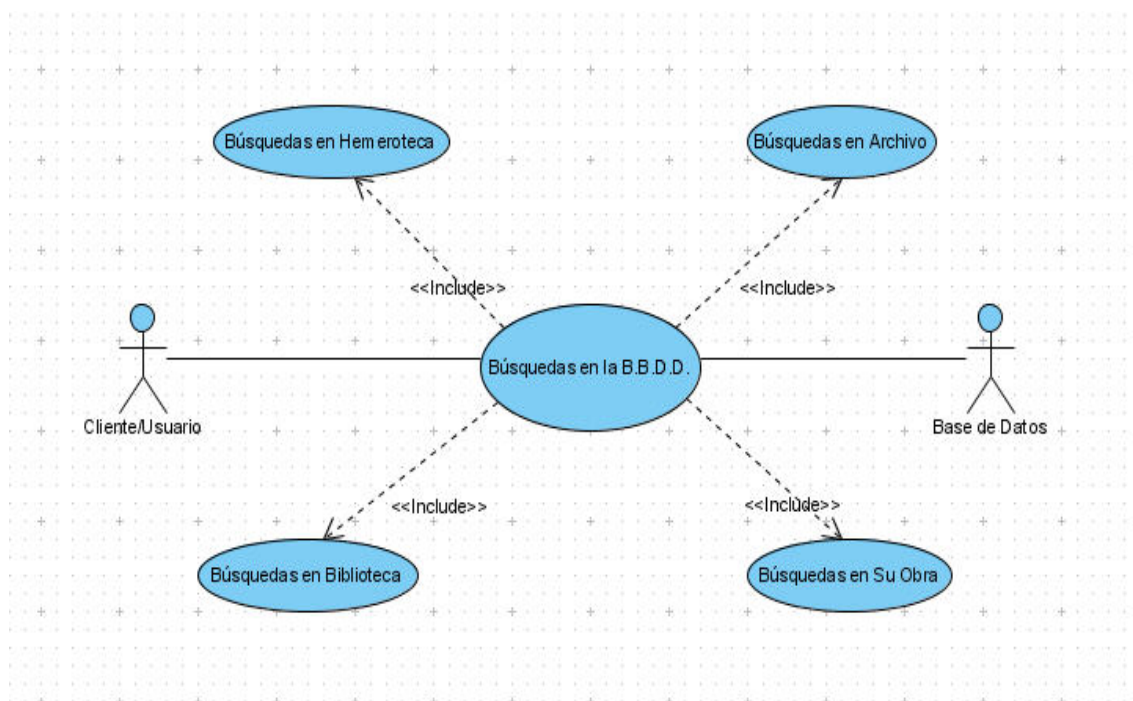 Búsquedas en Hemeroteca
Búsquedas en Archivo
<<Include>>
<<Include>>
Búsquedas en la B.B.D.D.
Cliente/Usuario
Base de Datos
<<Include>>
<<Include>>
Búsquedas en Biblioteca
Búsquedas en Su Obra